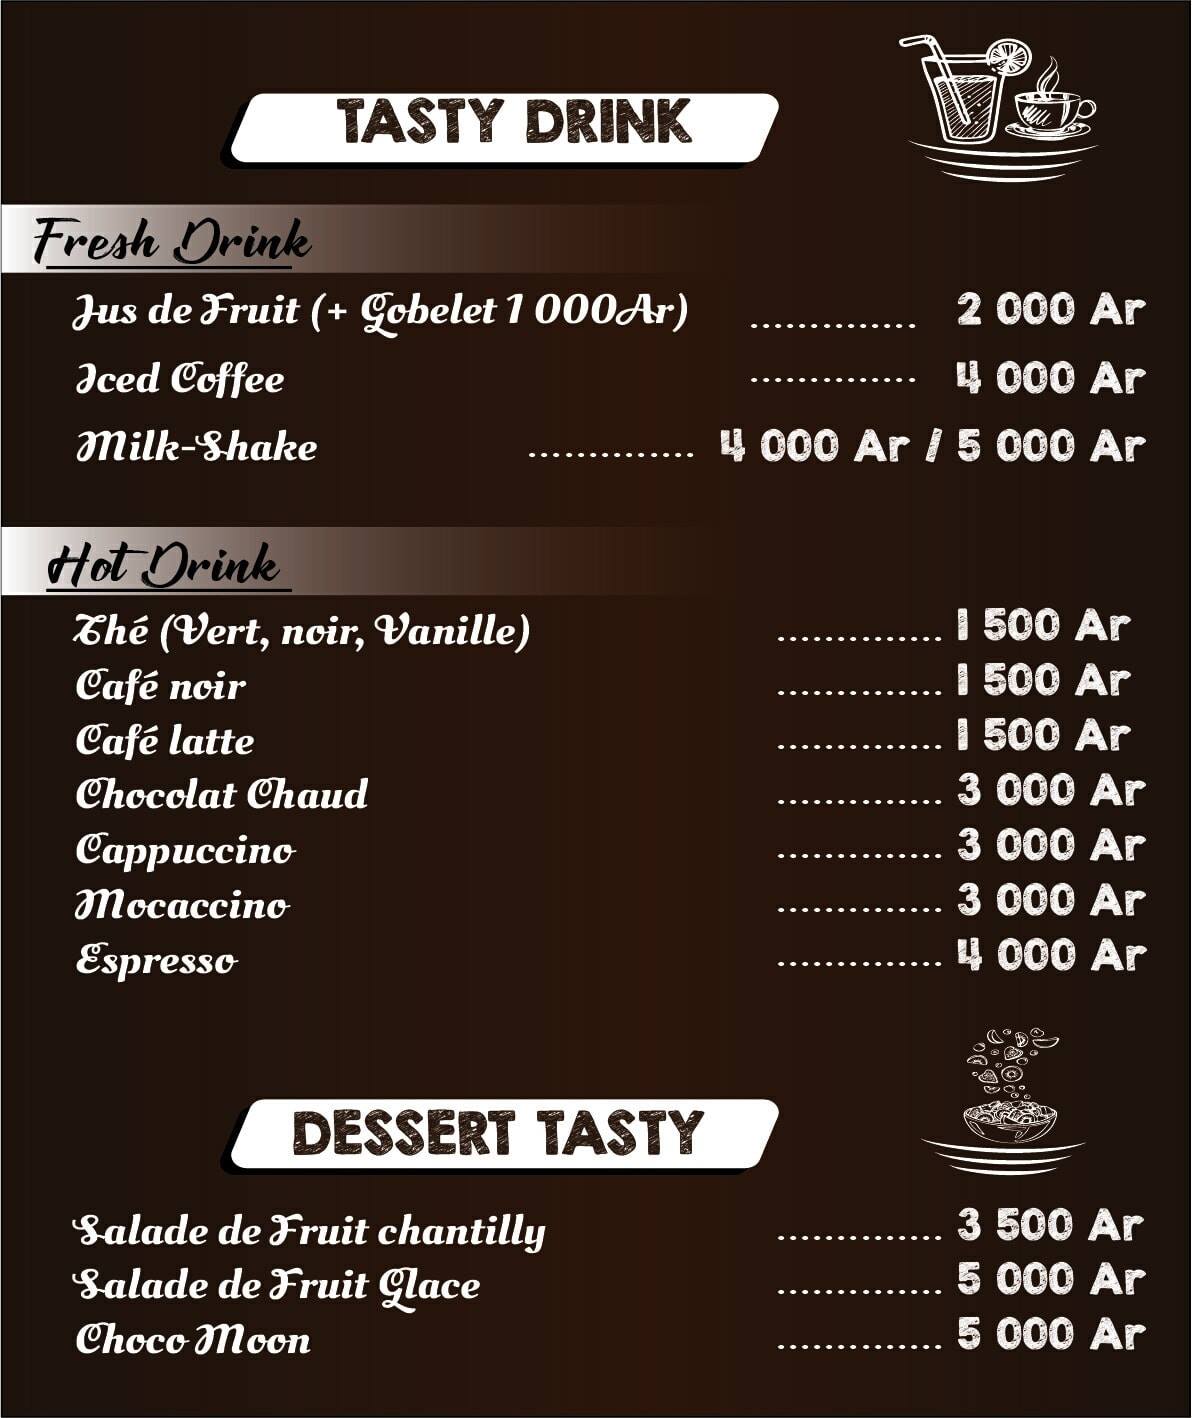 TASTY DRINK
Fresh Drink
Jus de Fruit (+ Gobelet 1 000Ar) .............. 2 000 Ar
Iced Coffee .............. 4 000 Ar
Milk-Shake .............. 4 000 Ar / 5 000 Ar
Hot Drink
Thé (Vert, noir, Vanille) .............. 1 500 Ar
Café noir .............. 1 500 Ar
Café latte .............. 1 500 Ar
Chocolat Chaud .............. 3 000 Ar
Cappuccino .............. 3 000 Ar
Mocaccino .............. 3 000 Ar
Espresso .............. 4 000 Ar
DESSERT TASTY
Salade de Fruit chantilly .............. 3 500 Ar
Salade de Fruit Glace .............. 5 000 Ar
Choco Moon .............. 5 000 Ar